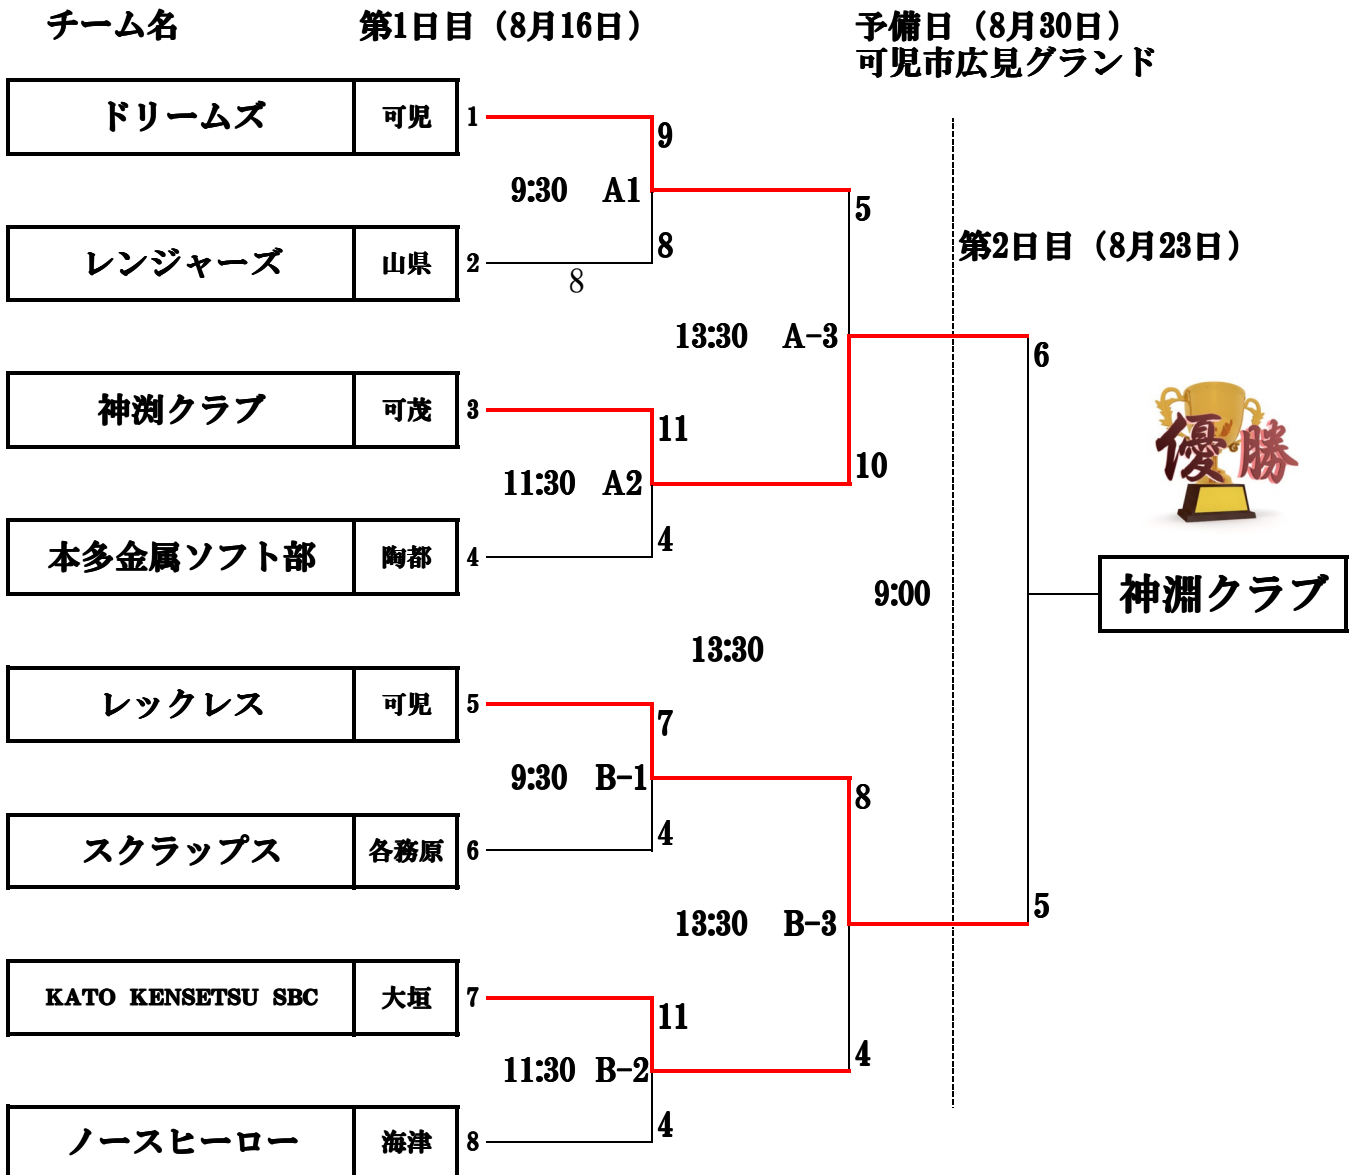 チーム名 第1日目（8月16日） 予備日（8月30日）
可児市広見グランド
ドリームズ 可児 1
9
9:30 A1
5
レンジャーズ 山県 2
8
8
第2日目（8月23日）
13:30 A-3
6
神渕クラブ 可茂 3
11
10
11:30 A2
優勝
本多金属ソフト部 陶都 4
4
9:00
神淵クラブ
13:30
レックレス 可児 5
7
9:30 B-1
8
スクラップス 各務原 6
4
13:30 B-3
5
KATO KENSETSU SBC 大垣 7
11
11:30 B-2
4
ノースヒーロー 海津 8
4